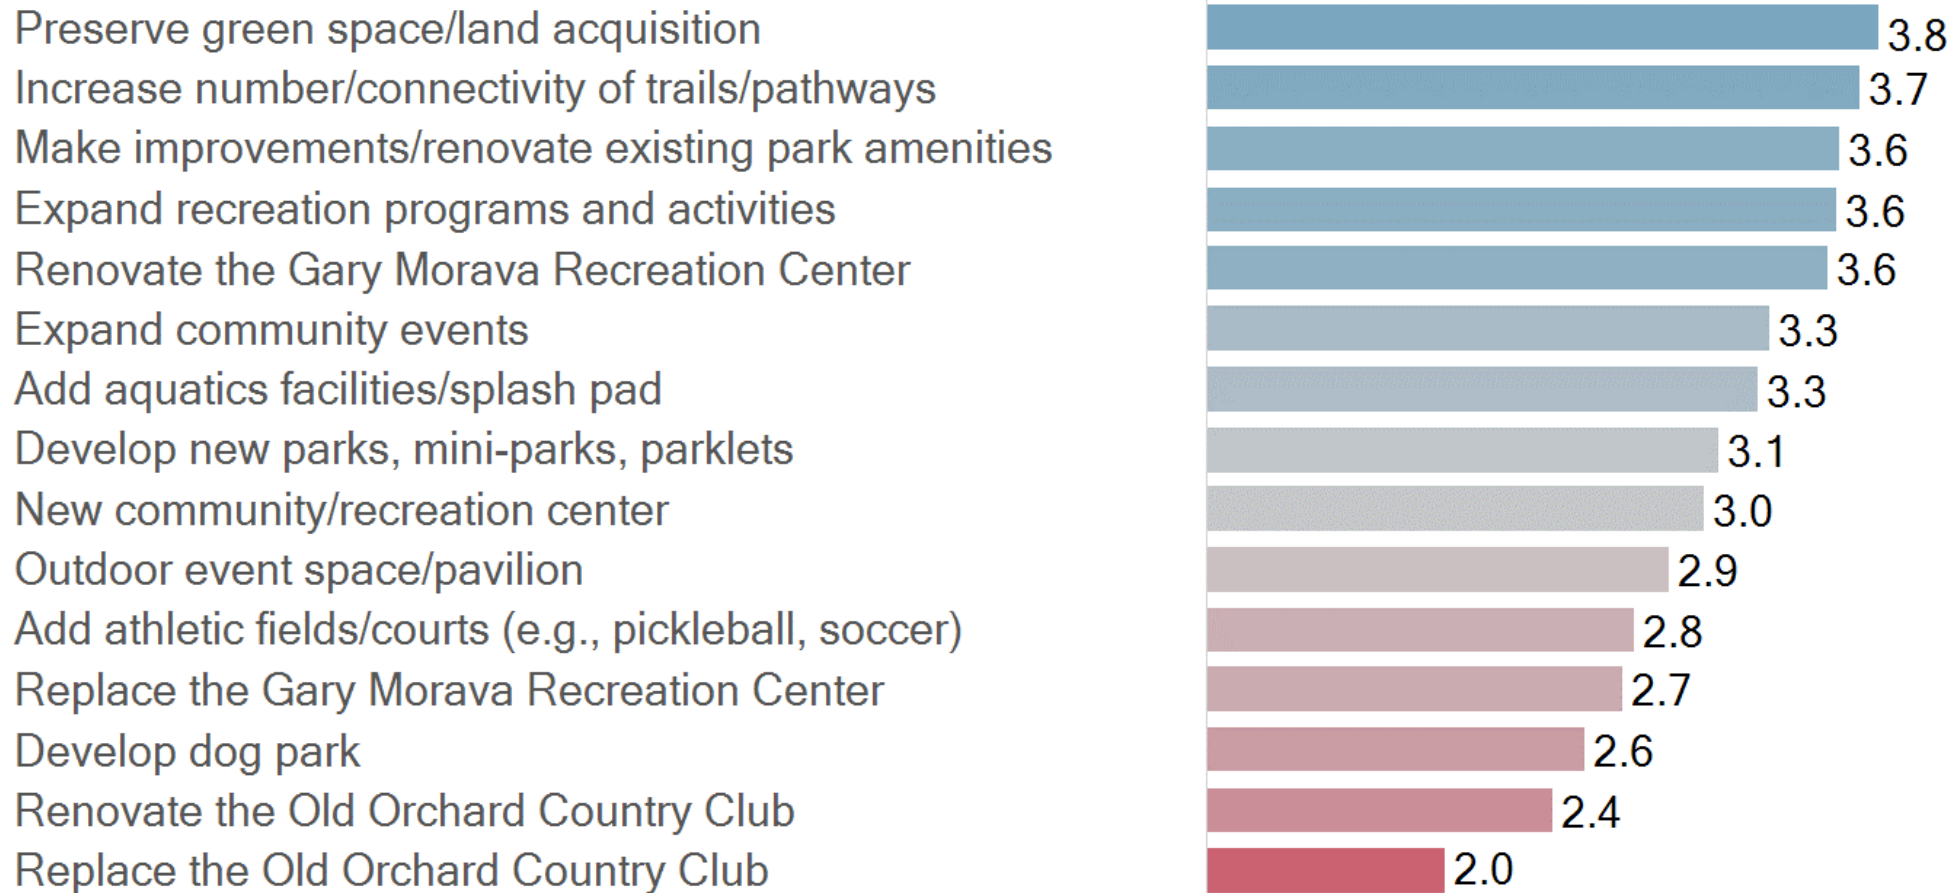 Preserve green space/land acquisition 3.8
Increase number/connectivity of trails/pathways 3.7
Make improvements/renovate existing park amenities 3.6
Expand recreation programs and activities 3.6
Renovate the Gary Morava Recreation Center 3.6
Expand community events 3.3
Add aquatics facilities/splash pad 3.3
Develop new parks, mini-parks, parklets 3.1
New community/recreation center 3.0
Outdoor event space/pavilion 2.9
Add athletic fields/courts (e.g., pickleball, soccer) 2.8
Replace the Gary Morava Recreation Center 2.7
Develop dog park 2.6
Renovate the Old Orchard Country Club 2.4
Replace the Old Orchard Country Club 2.0